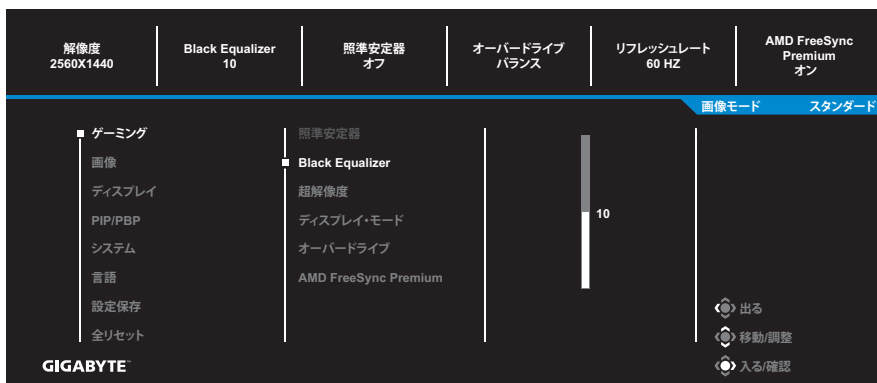 解像度
2560X1440
Black Equalizer
10
照準安定器
オフ
オーバードライブ
バランス
リフレッシュレート
60 HZ
AMD FreeSync
Premium
オン
画像モード スタンダード
ゲーミング
画像
ディスプレイ
PIP/PBP
システム
言語
設定保存
全リセット
照準安定器
Black Equalizer
超解像度
ディスプレイ・モード
オーバードライブ
AMD FreeSync Premium
10
出る
移動/調整
入る/確認
GIGABYTE™